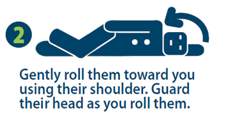 2
Gently roll them toward you
using their shoulder. Guard
their head as you roll them.